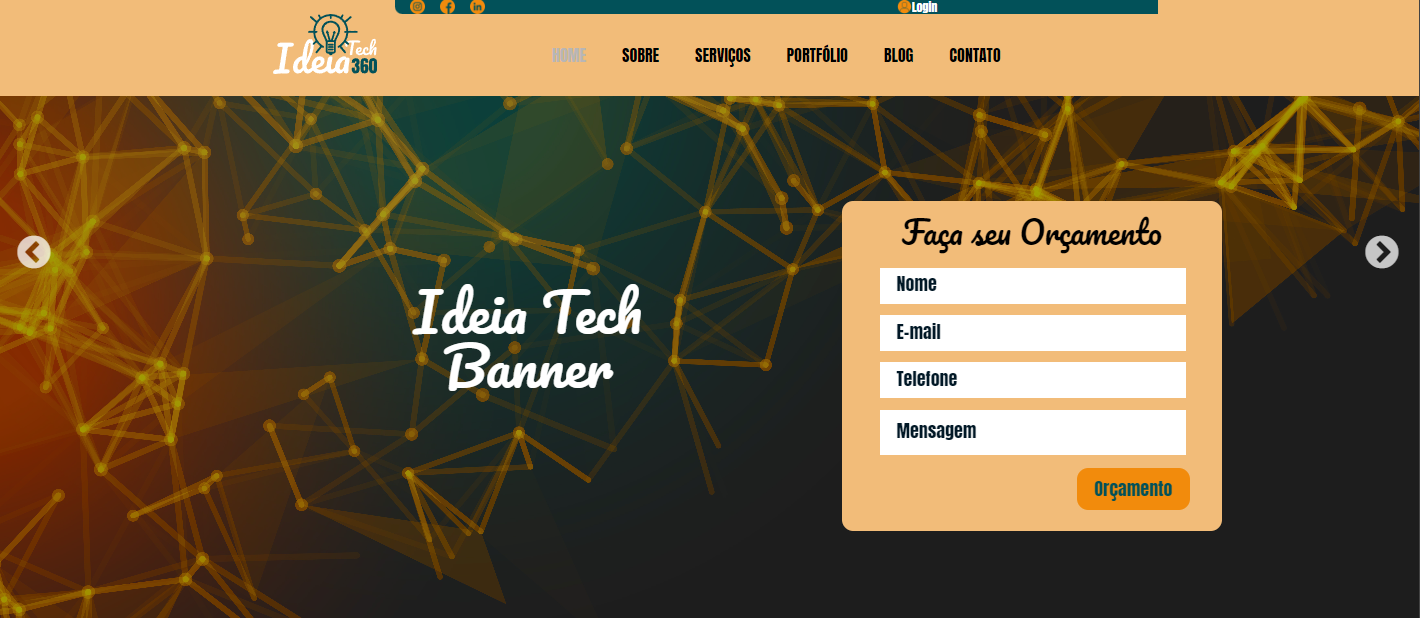 Login
Ideia Tech 360
HOME SOBRE SERVIÇOS PORTFÓLIO BLOG CONTATO
Ideia Tech
Banner
Faça seu Orçamento
Nome
E-mail
Telefone
Mensagem
Orçamento